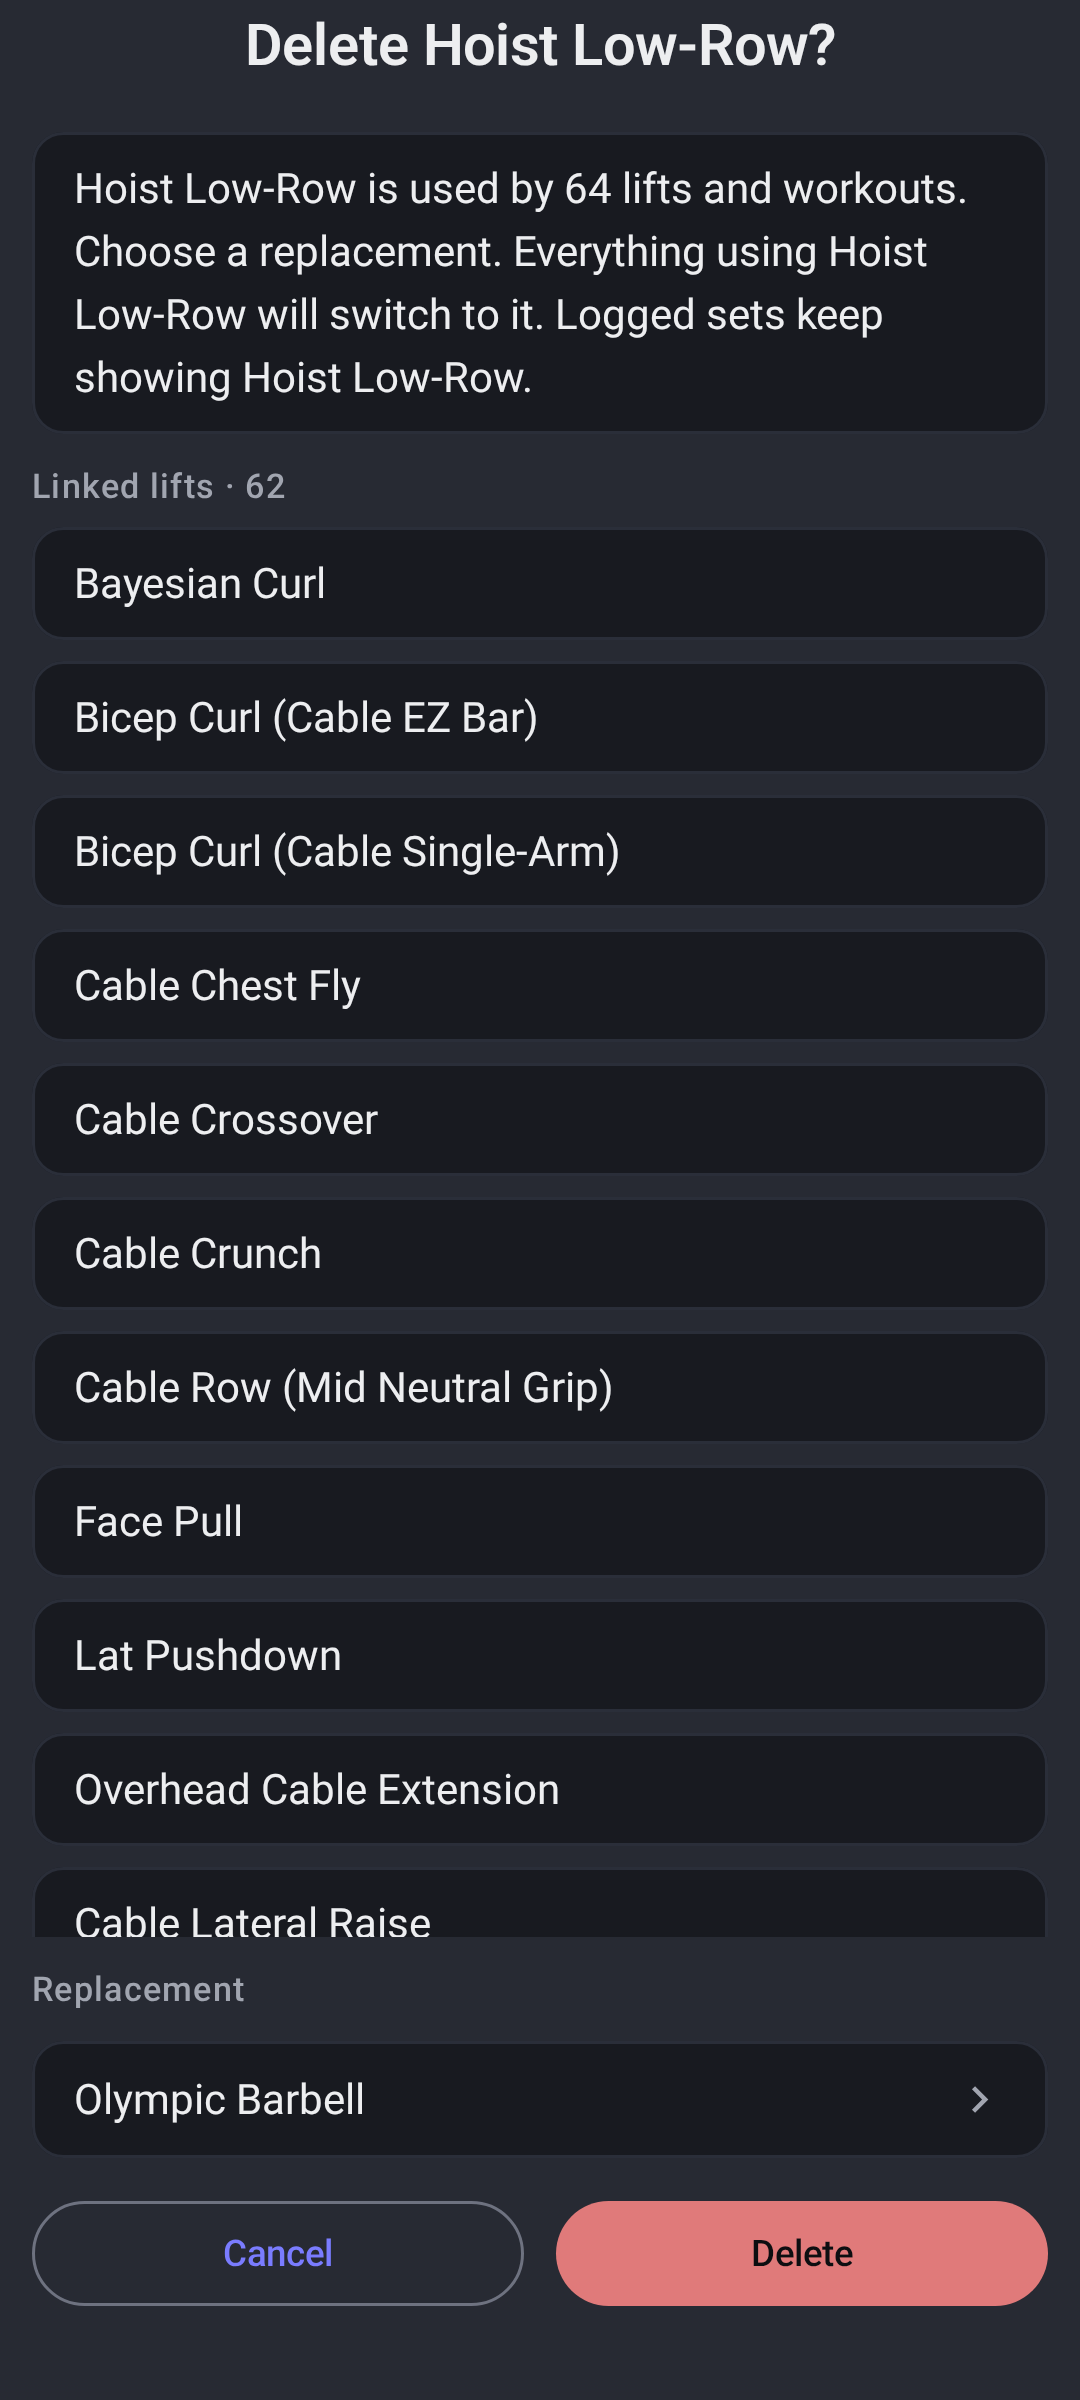 Delete Hoist Low-Row?
Hoist Low-Row is used by 64 lifts and workouts.
Choose a replacement. Everything using Hoist
Low-Row will switch to it. Logged sets keep
showing Hoist Low-Row.
Linked lifts · 62
Bayesian Curl
Bicep Curl (Cable EZ Bar)
Bicep Curl (Cable Single-Arm)
Cable Chest Fly
Cable Crossover
Cable Crunch
Cable Row (Mid Neutral Grip)
Face Pull
Lat Pushdown
Overhead Cable Extension
Cable Lateral Raise
Replacement
Olympic Barbell
Cancel
Delete